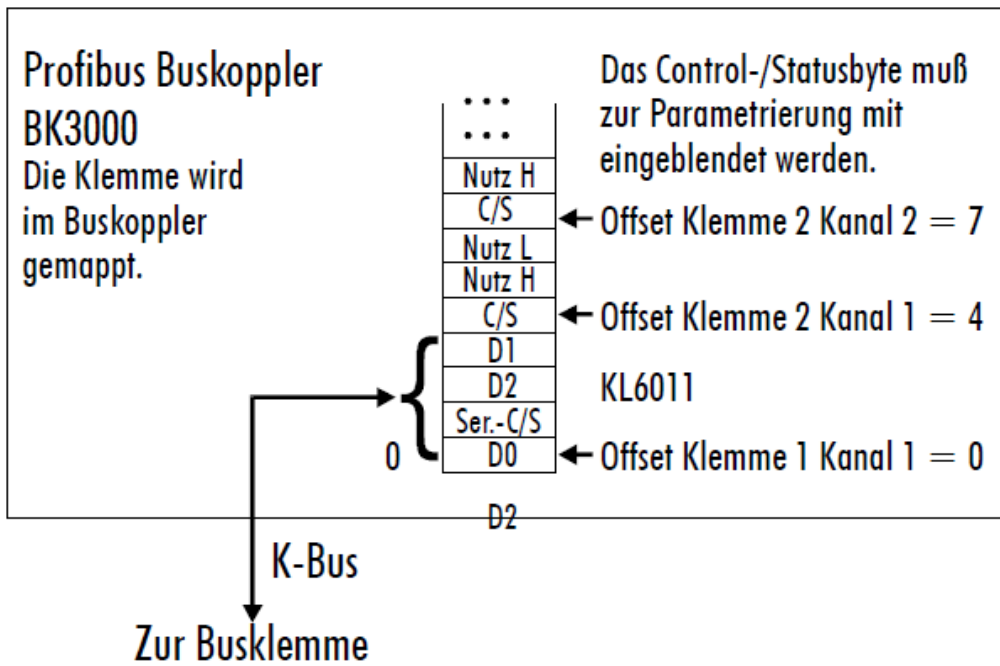 Profibus Buskoppler
BK3000
Die Klemme wird
im Buskoppler
gemappt.
Das Control-/Statusbyte muß
zur Parametrierung mit
eingeblendet werden.
...
...
Nutz H
C/S
Offset Klemme 2 Kanal 2 = 7
Nutz L
Nutz H
C/S
Offset Klemme 2 Kanal 1 = 4
D1
D2
KL6011
Ser.-C/S
0
D0
Offset Klemme 1 Kanal 1 = 0
D2
K-Bus
Zur Busklemme